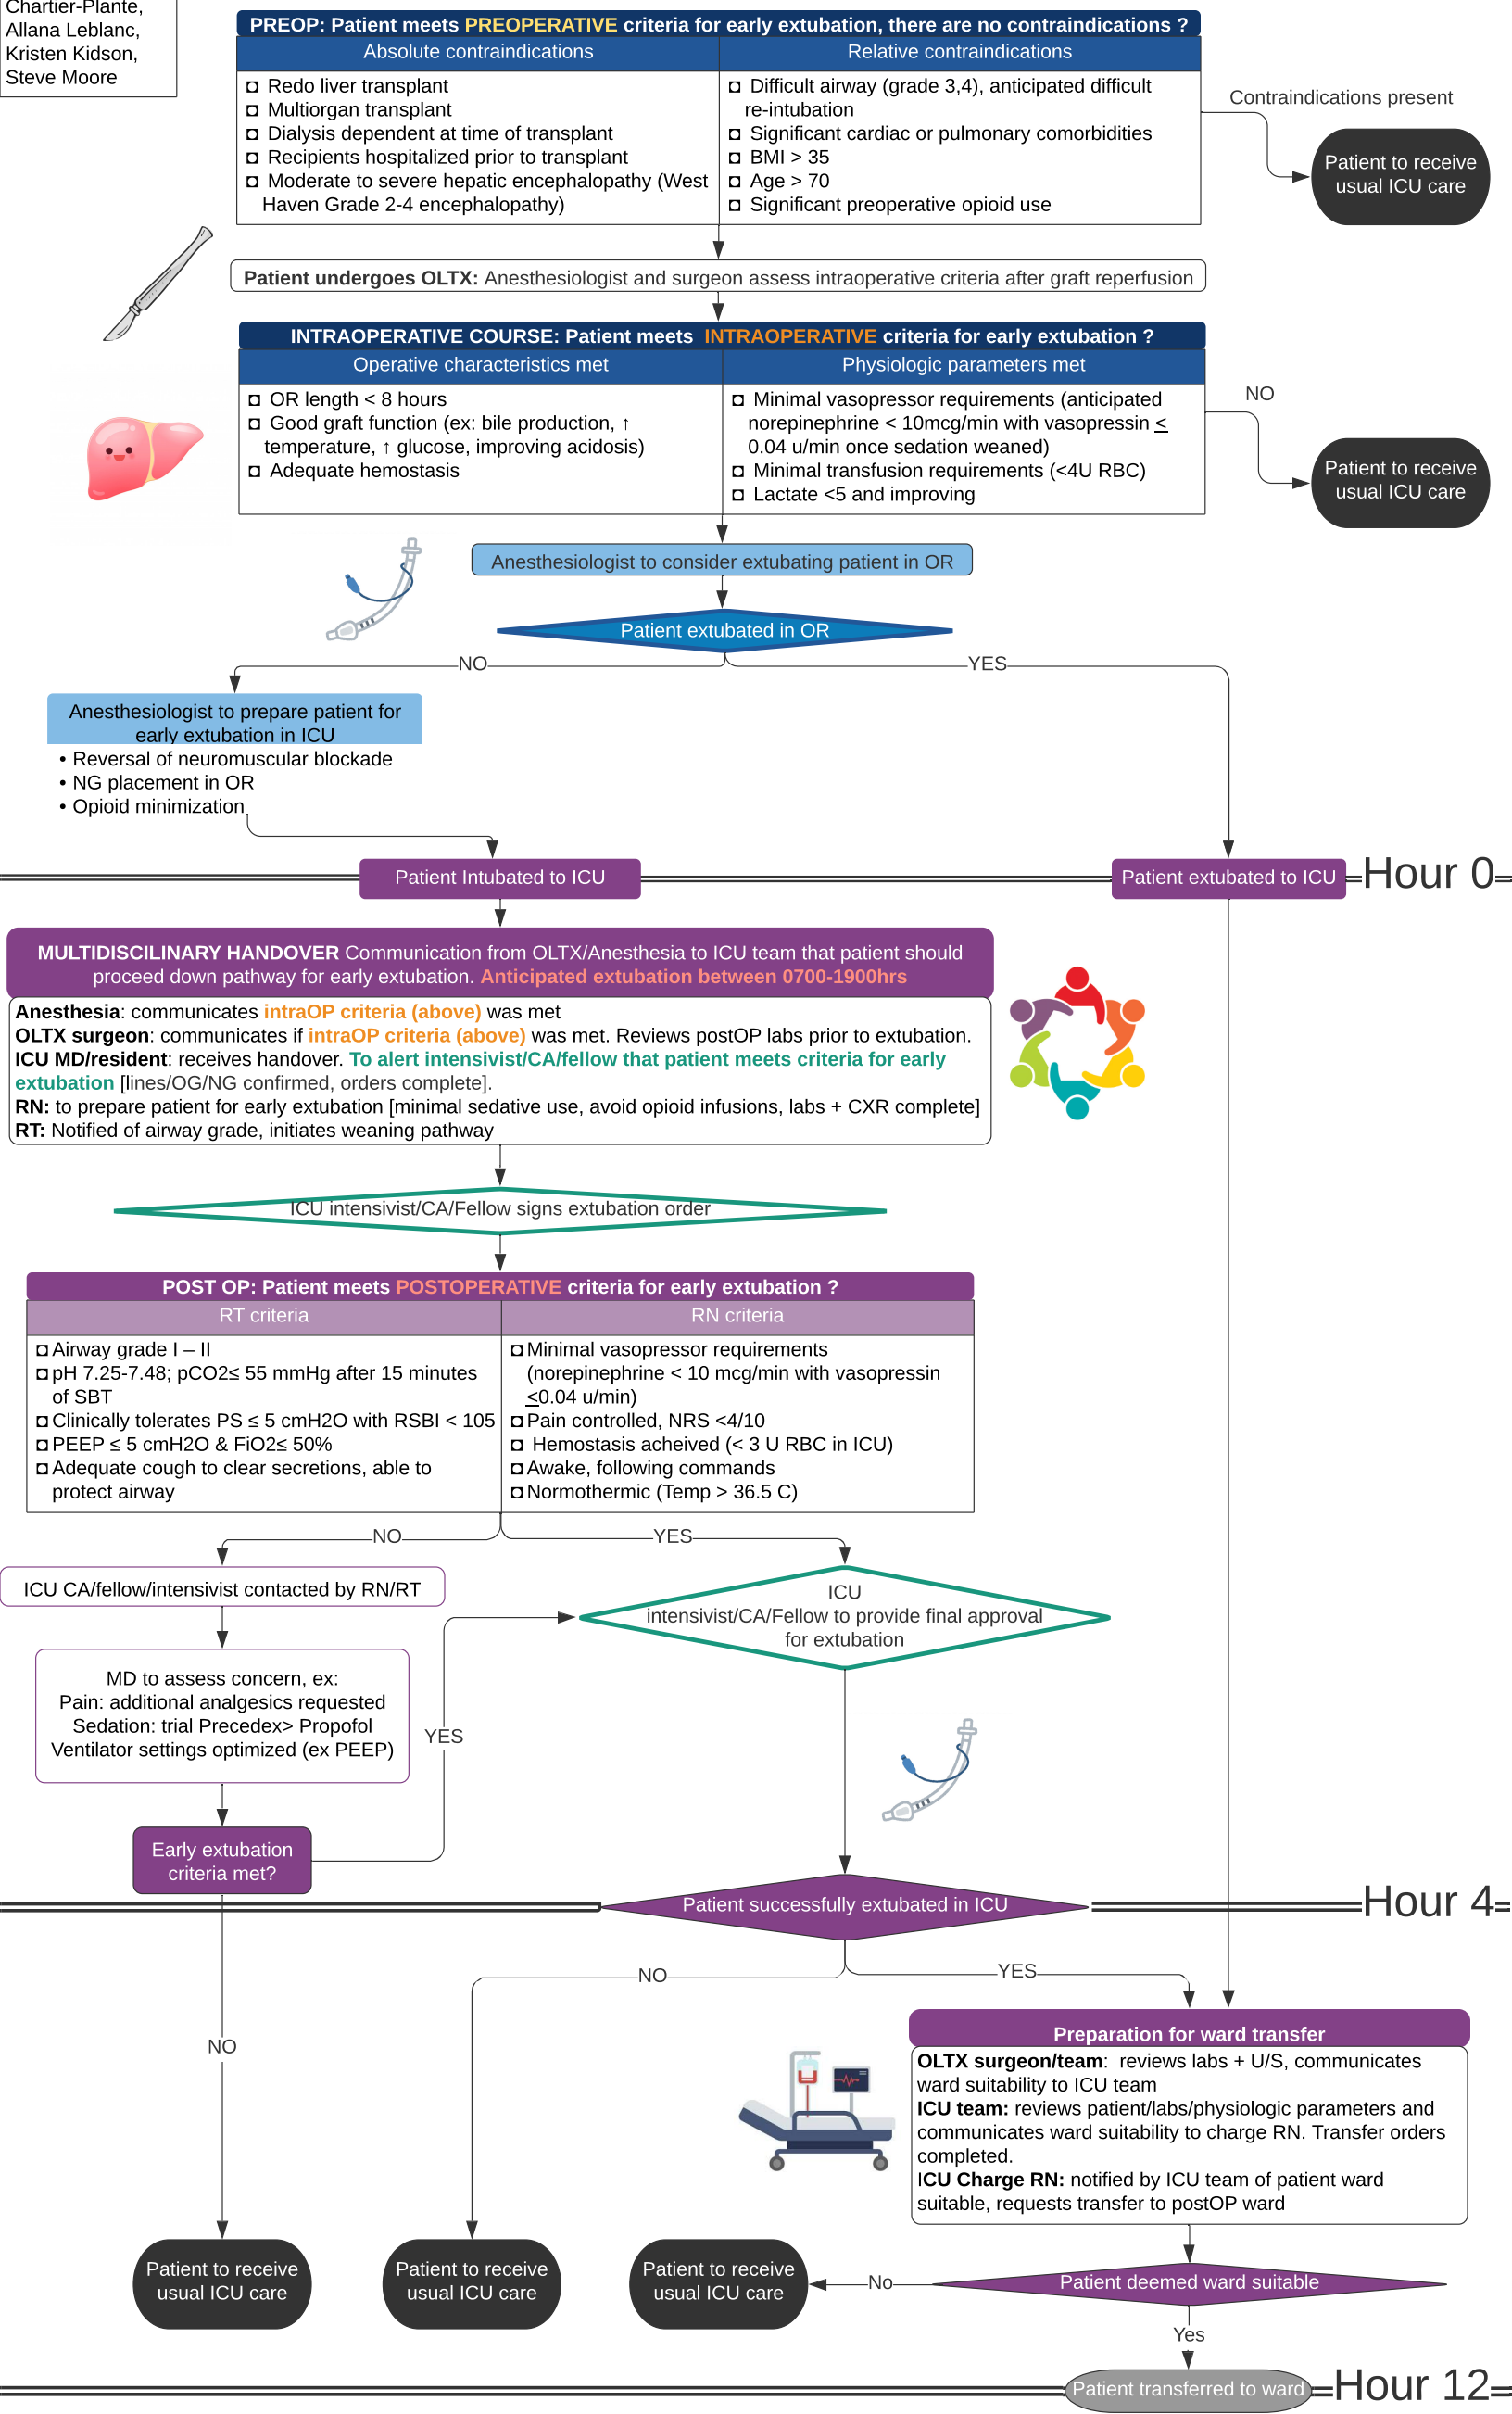 Chartier-Plante,
Allana Leblanc,
Kristen Kidson,
Steve Moore
PREOP: Patient meets PREOPERATIVE criteria for early extubation, there are no contraindications ?
Absolute contraindications
Redo liver transplant
Multiorgan transplant
Dialysis dependent at time of transplant
Recipients hospitalized prior to transplant
Moderate to severe hepatic encephalopathy (West
Haven Grade 2-4 encephalopathy)
Relative contraindications
Difficult airway (grade 3,4), anticipated difficult
re-intubation
Significant cardiac or pulmonary comorbidities
BMI > 35
Age > 70
Significant preoperative opioid use
Contraindications present
Patient to receive
usual ICU care
Patient undergoes OLTX: Anesthesiologist and surgeon assess intraoperative criteria after graft reperfusion
INTRAOPERATIVE COURSE: Patient meets INTRAOPERATIVE criteria for early extubation ?
Operative characteristics met
OR length < 8 hours
Good graft function (ex: bile production, ↑
temperature, ↑ glucose, improving acidosis)
Adequate hemostasis
Physiologic parameters met
Minimal vasopressor requirements (anticipated
norepinephrine < 10mcg/min with vasopressin <
0.04 u/min once sedation weaned)
Minimal transfusion requirements (<4U RBC)
Lactate <5 and improving
NO
Patient to receive
usual ICU care
Anesthesiologist to consider extubating patient in OR
Patient extubated in OR
NO
YES
Anesthesiologist to prepare patient for
early extubation in ICU
• Reversal of neuromuscular blockade
• NG placement in OR
• Opioid minimization
Patient Intubated to ICU
Patient extubated to ICU
Hour 0
MULTIDISCILINARY HANDOVER Communication from OLTX/Anesthesia to ICU team that patient should
proceed down pathway for early extubation. Anticipated extubation between 0700-1900hrs
Anesthesia: communicates intraOP criteria (above) was met
OLTX surgeon: communicates if intraOP criteria (above) was met. Reviews postOP labs prior to extubation.
ICU MD/resident: receives handover. To alert intensivist/CA/fellow that patient meets criteria for early
extubation [lines/OG/NG confirmed, orders complete].
RN: to prepare patient for early extubation [minimal sedative use, avoid opioid infusions, labs + CXR complete]
RT: Notified of airway grade, initiates weaning pathway
ICU intensivist/CA/Fellow signs extubation order
POST OP: Patient meets POSTOPERATIVE criteria for early extubation ?
RT criteria
Airway grade I – II
pH 7.25-7.48; pCO2≤ 55 mmHg after 15 minutes
of SBT
Clinically tolerates PS ≤ 5 cmH2O with RSBI < 105
PEEP ≤ 5 cmH2O & FiO2≤ 50%
Adequate cough to clear secretions, able to
protect airway
RN criteria
Minimal vasopressor requirements
(norepinephrine < 10 mcg/min with vasopressin
<0.04 u/min)
Pain controlled, NRS <4/10
Hemostasis acheived (< 3 U RBC in ICU)
Awake, following commands
Normothermic (Temp > 36.5 C)
NO
YES
ICU CA/fellow/intensivist contacted by RN/RT
ICU
intensivist/CA/Fellow to provide final approval
for extubation
MD to assess concern, ex:
Pain: additional analgesics requested
Sedation: trial Precedex> Propofol
Ventilator settings optimized (ex PEEP)
YES
Early extubation
criteria met?
Patient successfully extubated in ICU
Hour 4
NO
YES
NO
Preparation for ward transfer
OLTX surgeon/team: reviews labs + U/S, communicates
ward suitability to ICU team
ICU team: reviews patient/labs/physiologic parameters and
communicates ward suitability to charge RN. Transfer orders
completed.
ICU Charge RN: notified by ICU team of patient ward
suitable, requests transfer to postOP ward
Patient to receive
usual ICU care
Patient to receive
usual ICU care
Patient to receive
usual ICU care
No
Patient deemed ward suitable
Yes
Patient transferred to ward
Hour 12